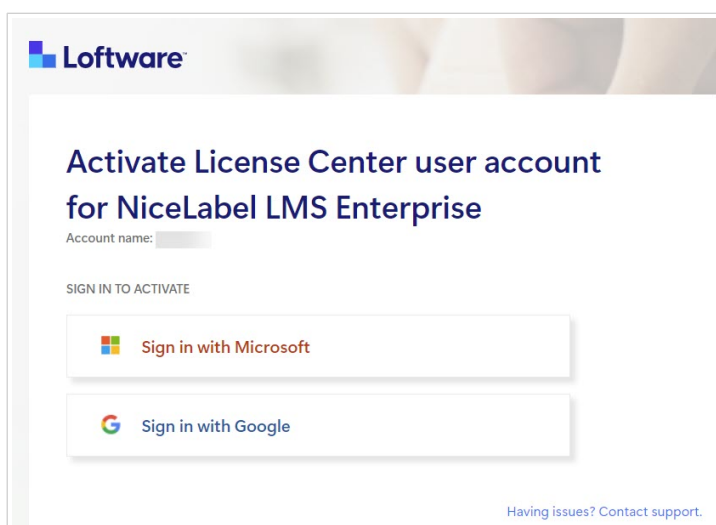 Loftware™
Activate License Center user account
for NiceLabel LMS Enterprise
Account name:
SIGN IN TO ACTIVATE
Sign in with Microsoft
Sign in with Google
Having issues? Contact support.